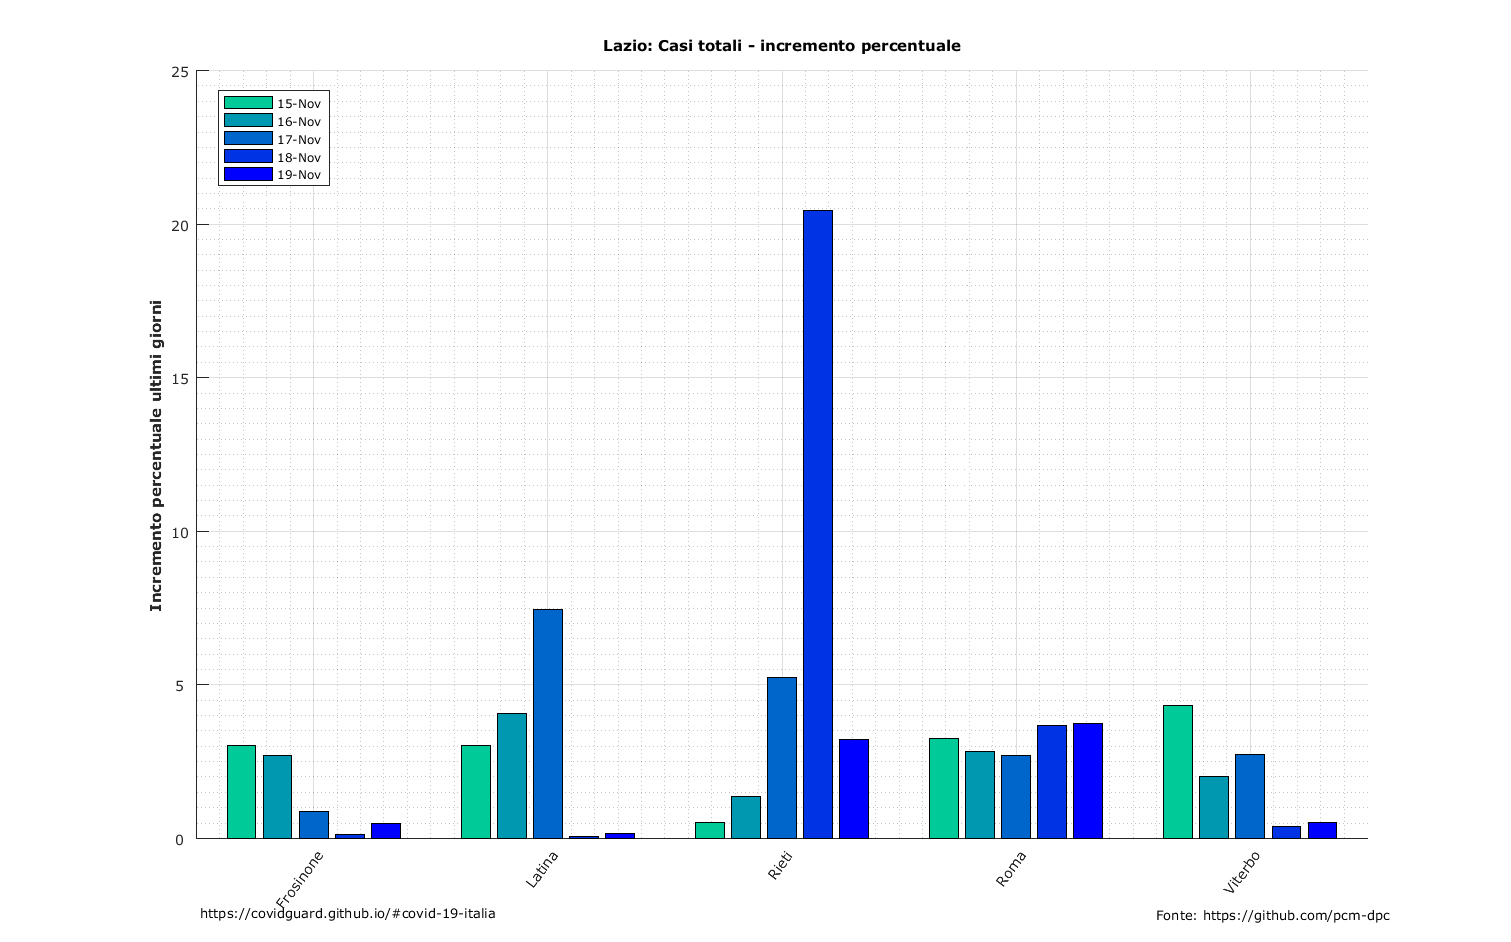 Lazio: Casi totali - incremento percentuale
25
20
15
10
5
0
Incremento percentuale ultimi giorni
15-Nov
16-Nov
17-Nov
18-Nov
19-Nov
Frosinone
Latina
Rieti
Roma
Viterbo
https://covidguard.github.io/#covid-19-italia
Fonte: https://github.com/pcm-dpc